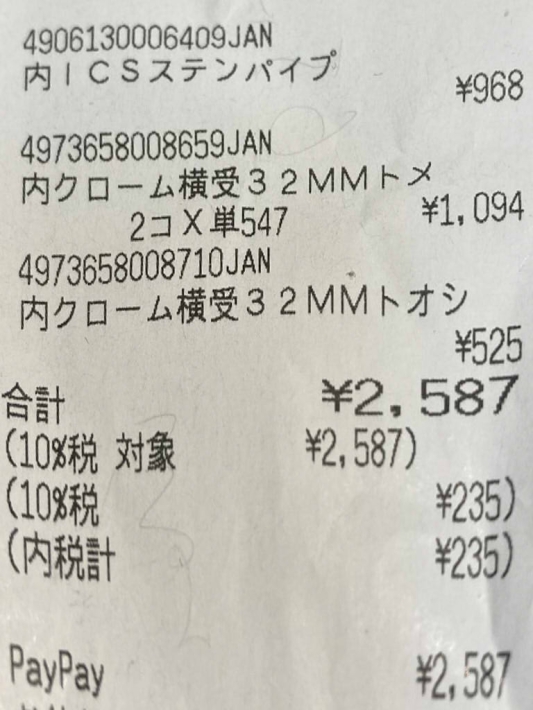 4906130006409JAN
内ICSステンパイプ
¥968
4973658008659JAN
内クローム横受32MMトメ
2コX単547 ¥1,094
4973658008710JAN
内クローム横受32MMトオシ
¥525
合計 ¥2,587
(10%税 対象 ¥2,587)
(10%税 ¥235)
(内税計 ¥235)
PayPay ¥2,587